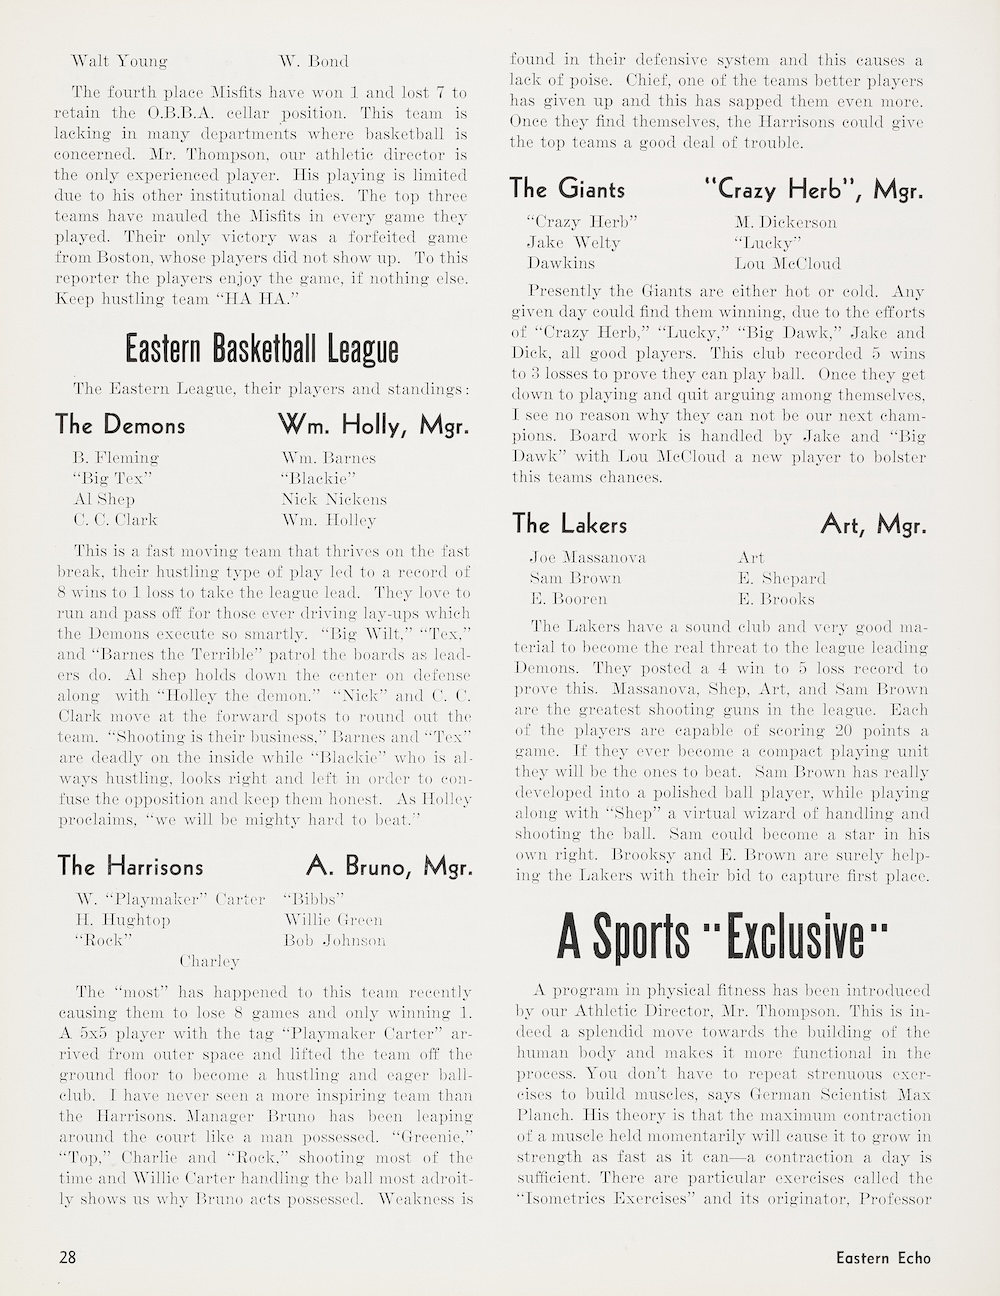 Walt Young W. Bond
The fourth place Misfits have won 1 and lost 7 to
retain the O.B.B.A. cellar position. This team is
lacking in many departments where basketball is
concerned. Mr. Thompson, our athletic director is
the only experienced player. His playing is limited
due to his other institutional duties. The top three
teams have mauled the Misfits in every game they
played. Their only victory was a forfeited game
from Boston, whose players did not show up. To this
reporter the players enjoy the game, if nothing else.
Keep hustling team “HA HA.”
Eastern Basketball League
The Eastern League, their players and standings:
The Demons Wm. Holly, Mgr.
B. Fleming Wm. Barnes
“Big Tex” “Blackie”
Al Shep Nick Nickens
C. C. Clark Wm. Holley
This is a fast moving team that thrives on the fast
break, their hustling type of play led to a record of
8 wins to 1 loss to take the league lead. They love to
run and pass off for those ever driving lay-ups which
the Demons execute so smartly. “Big Wilt,” “Tex,”
and “Barnes the Terrible” patrol the boards as lead-
ers do. Al shep holds down the center on defense
along with “Holley the demon.” “Nick” and C. C.
Clark move at the forward spots to round out the
team. “Shooting is their business,” Barnes and “Tex”
are deadly on the inside while “Blackie” who is al-
ways hustling, looks right and left in order to con-
fuse the opposition and keep them honest. As Holley
proclaims, “we will be mighty hard to beat.”
The Harrisons A. Bruno, Mgr.
W. “Playmaker” Carter “Bibbs”
H. Hughtop Willie Green
“Rock” Bob Johnson
Charley
The “most” has happened to this team recently
causing them to lose 8 games and only winning 1.
A 5x5 player with the tag “Playmaker Carter” ar-
rived from outer space and lifted the team off the
ground floor to become a hustling and eager ball-
club. I have never seen a more inspiring team than
the Harrisons. Manager Bruno has been leaping
around the court like a man possessed. “Greenie,”
“Top,” Charlie and “Rock,” shooting most of the
time and Willie Carter handling the ball most adroit-
ly shows us why Bruno acts possessed. Weakness is
found in their defensive system and this causes a
lack of poise. Chief, one of the teams better players
has given up and this has sapped them even more.
Once they find themselves, the Harrisons could give
the top teams a good deal of trouble.
The Giants "Crazy Herb", Mgr.
“Crazy Herb” M. Dickerson
Jake Welty “Lucky”
Dawkins Lou McCloud
Presently the Giants are either hot or cold. Any
given day could find them winning, due to the efforts
of “Crazy Herb,” “Lucky,” “Big Dawk,” Jake and
Dick, all good players. This club recorded 5 wins
to 3 losses to prove they can play ball. Once they get
down to playing and quit arguing among themselves,
I see no reason why they can not be our next cham-
pions. Board work is handled by Jake and “Big
Dawk” with Lou McCloud a new player to bolster
this teams chances.
The Lakers Art, Mgr.
Joe Massanova Art
Sam Brown E. Shepard
E. Booren E. Brooks
The Lakers have a sound club and very good ma-
terial to become the real threat to the league leading
Demons. They posted a 4 win to 5 loss record to
prove this. Massanova, Shep, Art, and Sam Brown
are the greatest shooting guns in the league. Each
of the players are capable of scoring 20 points a
game. If they ever become a compact playing unit
they will be the ones to beat. Sam Brown has really
developed into a polished ball player, while playing
along with “Shep” a virtual wizard of handling and
shooting the ball. Sam could become a star in his
own right. Brooksy and E. Brown are surely help-
ing the Lakers with their bid to capture first place.
A Sports "Exclusive"
A program in physical fitness has been introduced
by our Athletic Director, Mr. Thompson. This is in-
deed a splendid move towards the building of the
human body and makes it more functional in the
process. You don’t have to repeat strenuous exer-
cises to build muscles, says German Scientist Max
Planch. His theory is that the maximum contraction
of a muscle held momentarily will cause it to grow in
strength as fast as it can—a contraction a day is
sufficient. There are particular exercises called the
“Isometrics Exercises” and its originator, Professor
28 Eastern Echo